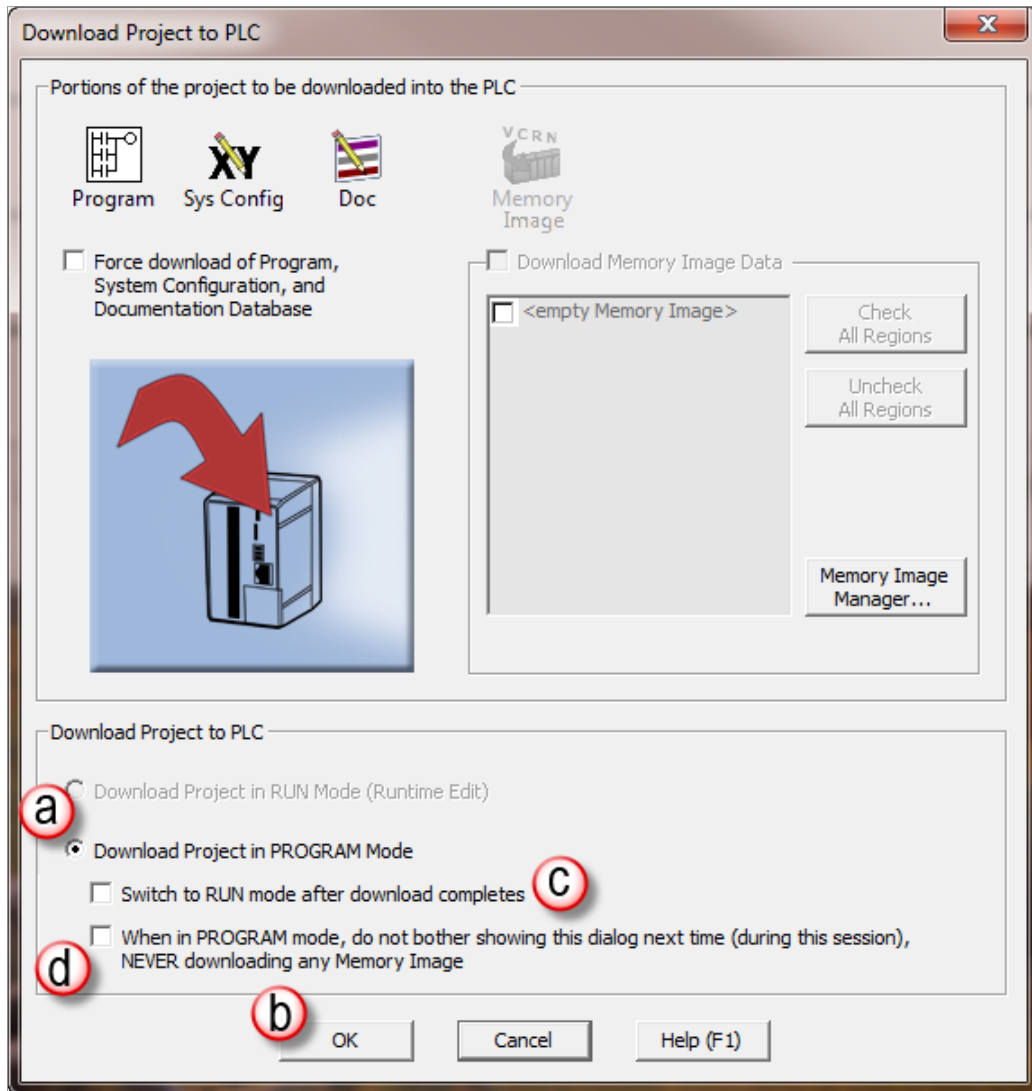 Download Project to PLC
Portions of the project to be downloaded into the PLC
XY
VCRN
Program
Sys Config
Doc
Memory
Image
Force download of Program,
System Configuration, and
Documentation Database
Download Memory Image Data
<empty Memory Image>
Check
All Regions
Uncheck
All Regions
Memory Image
Manager...
Download Project to PLC
a
Download Project in RUN Mode (Runtime Edit)
Download Project in PROGRAM Mode
Switch to RUN mode after download completes
c
When in PROGRAM mode, do not bother showing this dialog next time (during this session),
NEVER downloading any Memory Image
d
b
OK
Cancel
Help (F1)